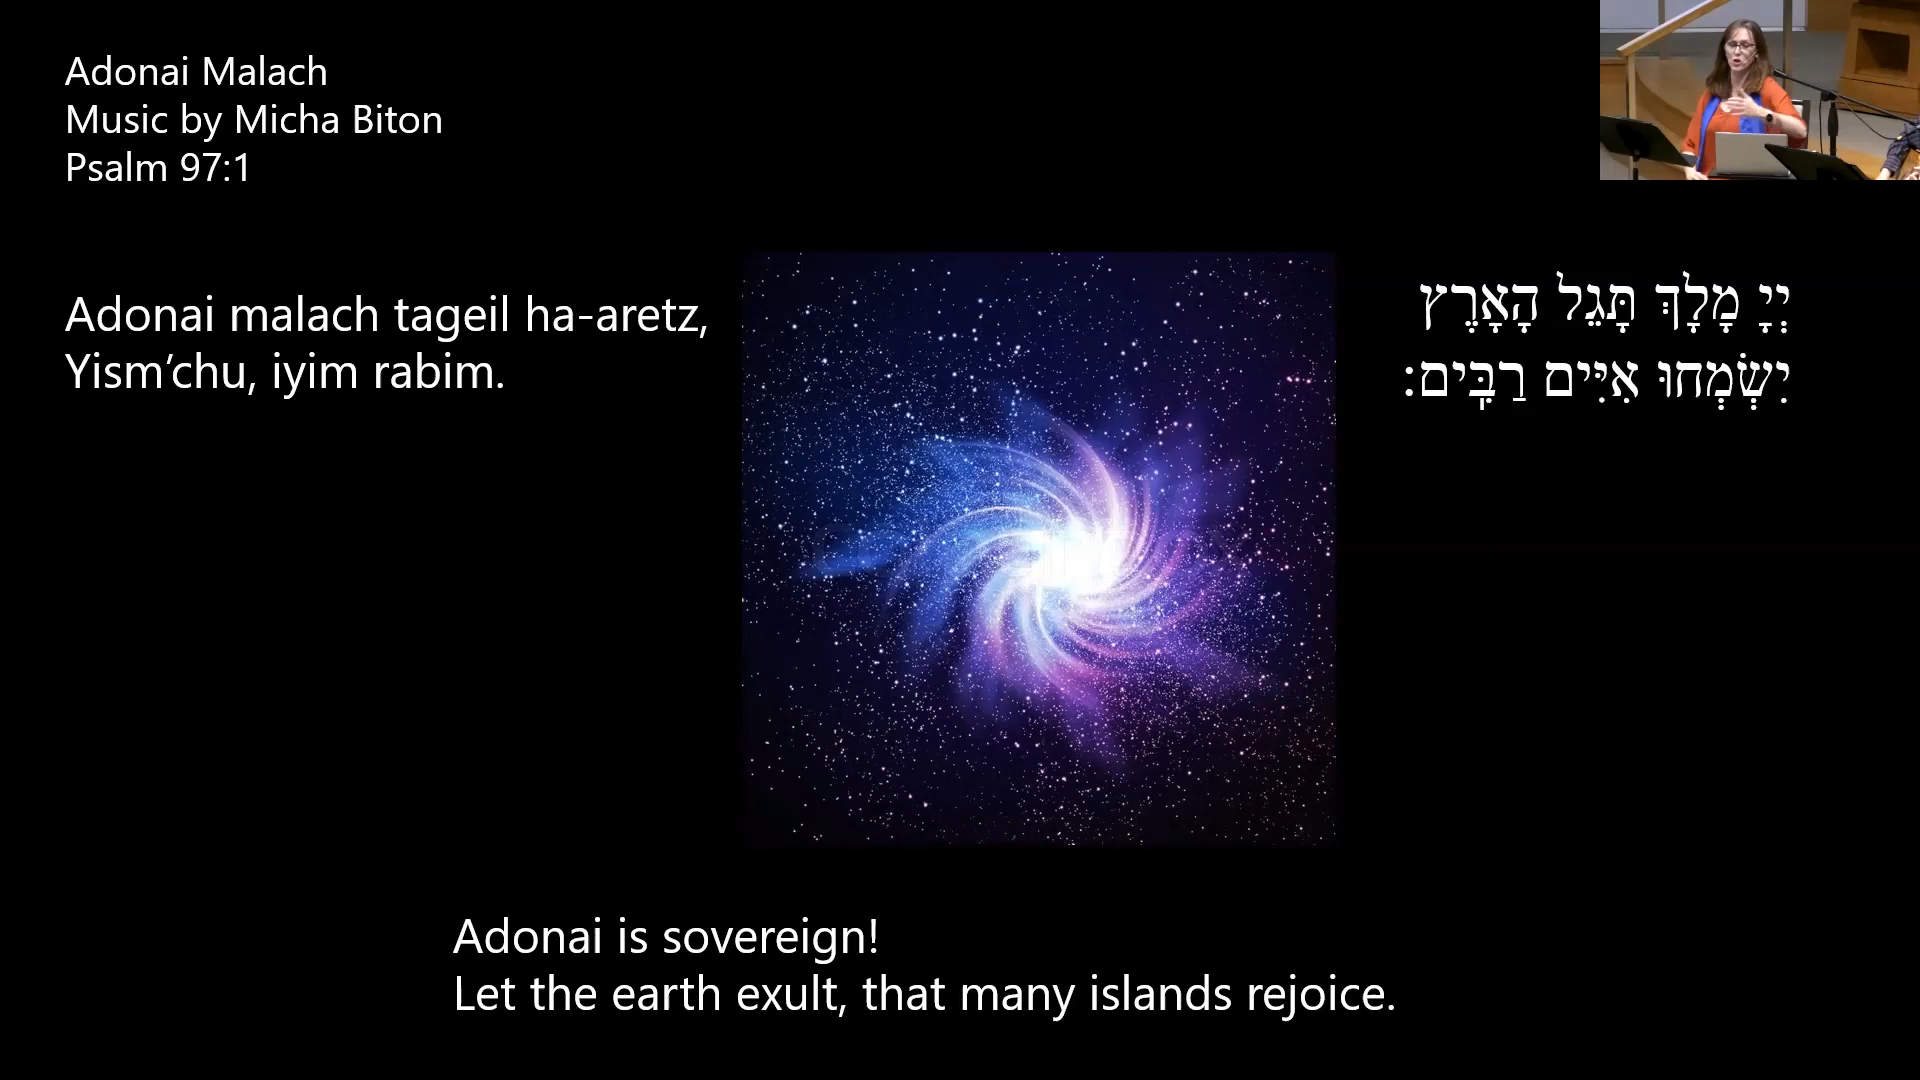 Adonai Malach
Music by Micha Biton
Psalm 97:1
Adonai malach tageil ha-aretz,
Yism’chu, iyim rabim.
יְיָ מָלָךְ תָּגֵל הָאָרֶץ
יִשְׂמְחוּ אִיִּים רַבִּים:
Adonai is sovereign!
Let the earth exult, that many islands rejoice.